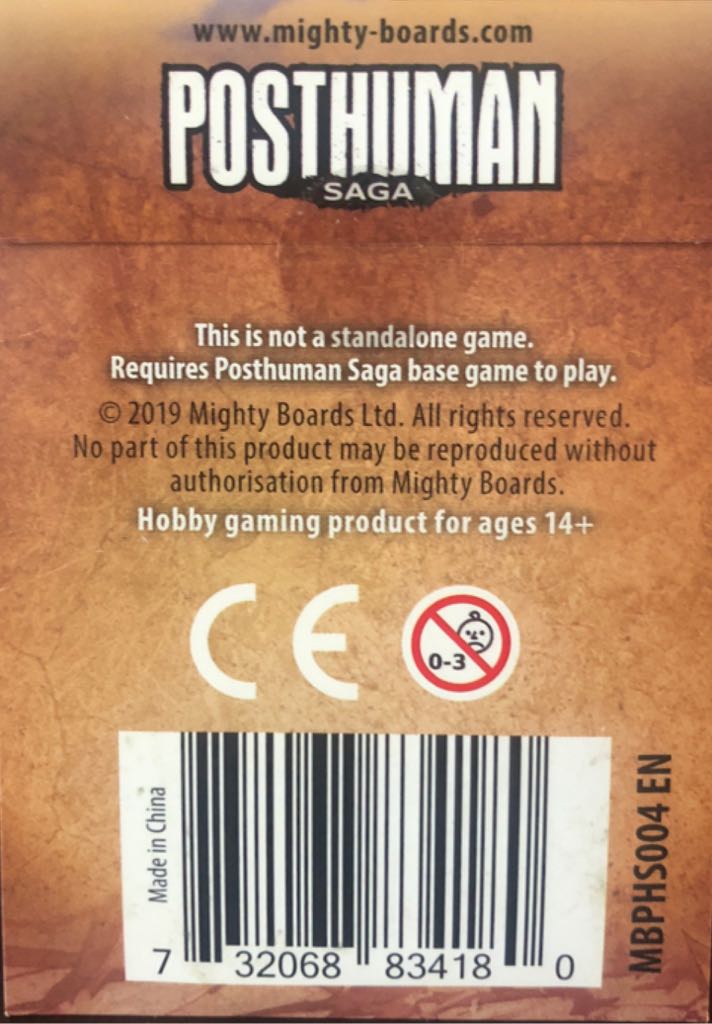 www.mighty-boards.com
POSTHUMAN
SAGA
This is not a standalone game.
Requires Posthuman Saga base game to play.
© 2019 Mighty Boards Ltd. All rights reserved.
No part of this product may be reproduced without
authorisation from Mighty Boards.
Hobby gaming product for ages 14+
CE
0-3
Made in China
7 32068 83418 0
MBPHS004 EN